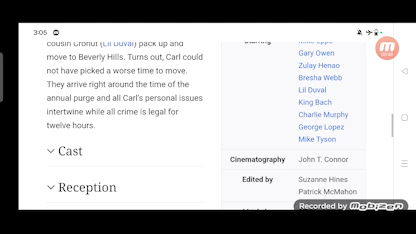 3:05
cousin Cronut (Lil Duval) pack up and
move to Beverly Hills. Turns out, Carl could
not have picked a worse time to move.
They arrive right around the time of the
annual purge and all Carl's personal issues
intertwine while all crime is legal for
twelve hours.
Cast
Reception
Starring
Mike Epps
Gary Owen
Zulay Henao
Bresha Webb
Lil Duval
King Bach
Charlie Murphy
George Lopez
Mike Tyson
Cinematography
John T. Connor
Edited by
Suzanne Hines
Patrick McMahon
Recorded by
MOBIZEN